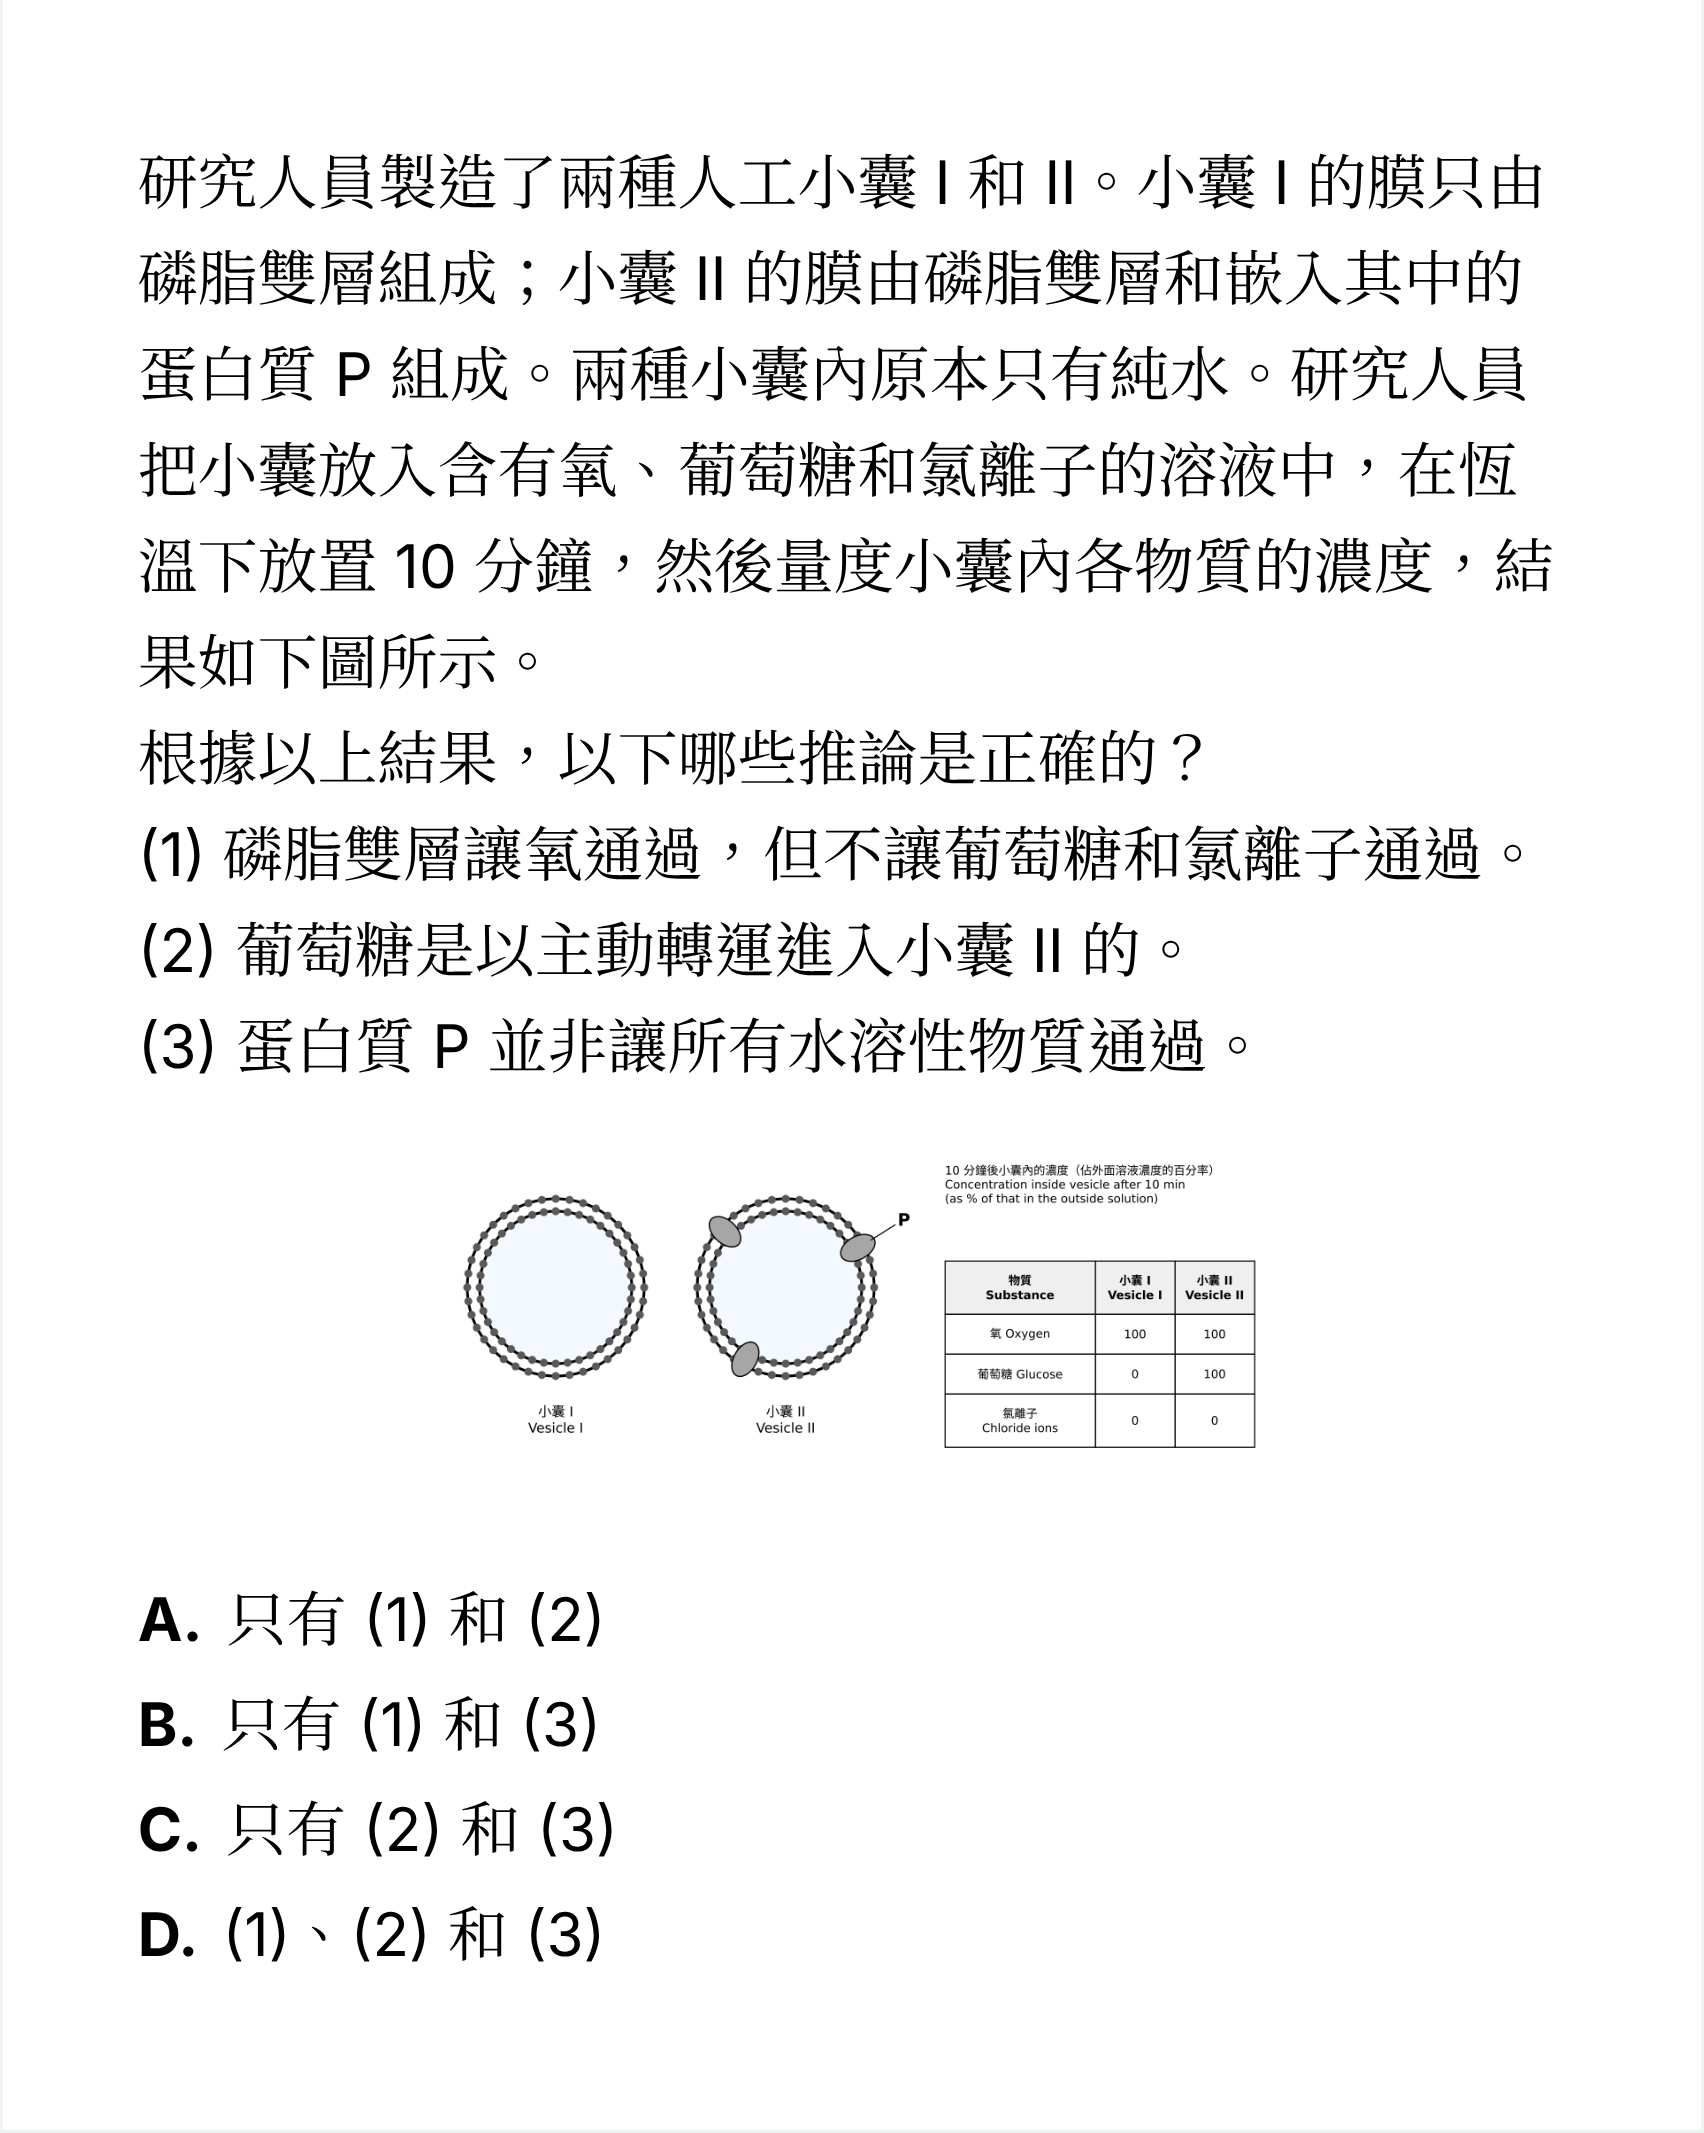 研究人員製造了兩種人工小囊 I 和 II。小囊 I 的膜只由
磷脂雙層組成；小囊 II 的膜由磷脂雙層和嵌入其中的
蛋白質 P 組成。兩種小囊內原本只有純水。研究人員
把小囊放入含有氧、葡萄糖和氯離子的溶液中，在恆
溫下放置 10 分鐘，然後量度小囊內各物質的濃度，結
果如下圖所示。
根據以上結果，以下哪些推論是正確的？
(1) 磷脂雙層讓氧通過，但不讓葡萄糖和氯離子通過。
(2) 葡萄糖是以主動轉運進入小囊 II 的。
(3) 蛋白質 P 並非讓所有水溶性物質通過。
10 分鐘後小囊內的濃度（佔外面溶液濃度的百分率）
Concentration inside vesicle after 10 min
(as % of that in the outside solution)
P
物質 小囊 I 小囊 II
Substance Vesicle I Vesicle II
氧 Oxygen 100 100
葡萄糖 Glucose 0 100
氯離子
Chloride ions 0 0
小囊 I 小囊 II
Vesicle I Vesicle II
A. 只有 (1) 和 (2)
B. 只有 (1) 和 (3)
C. 只有 (2) 和 (3)
D. (1)、(2) 和 (3)